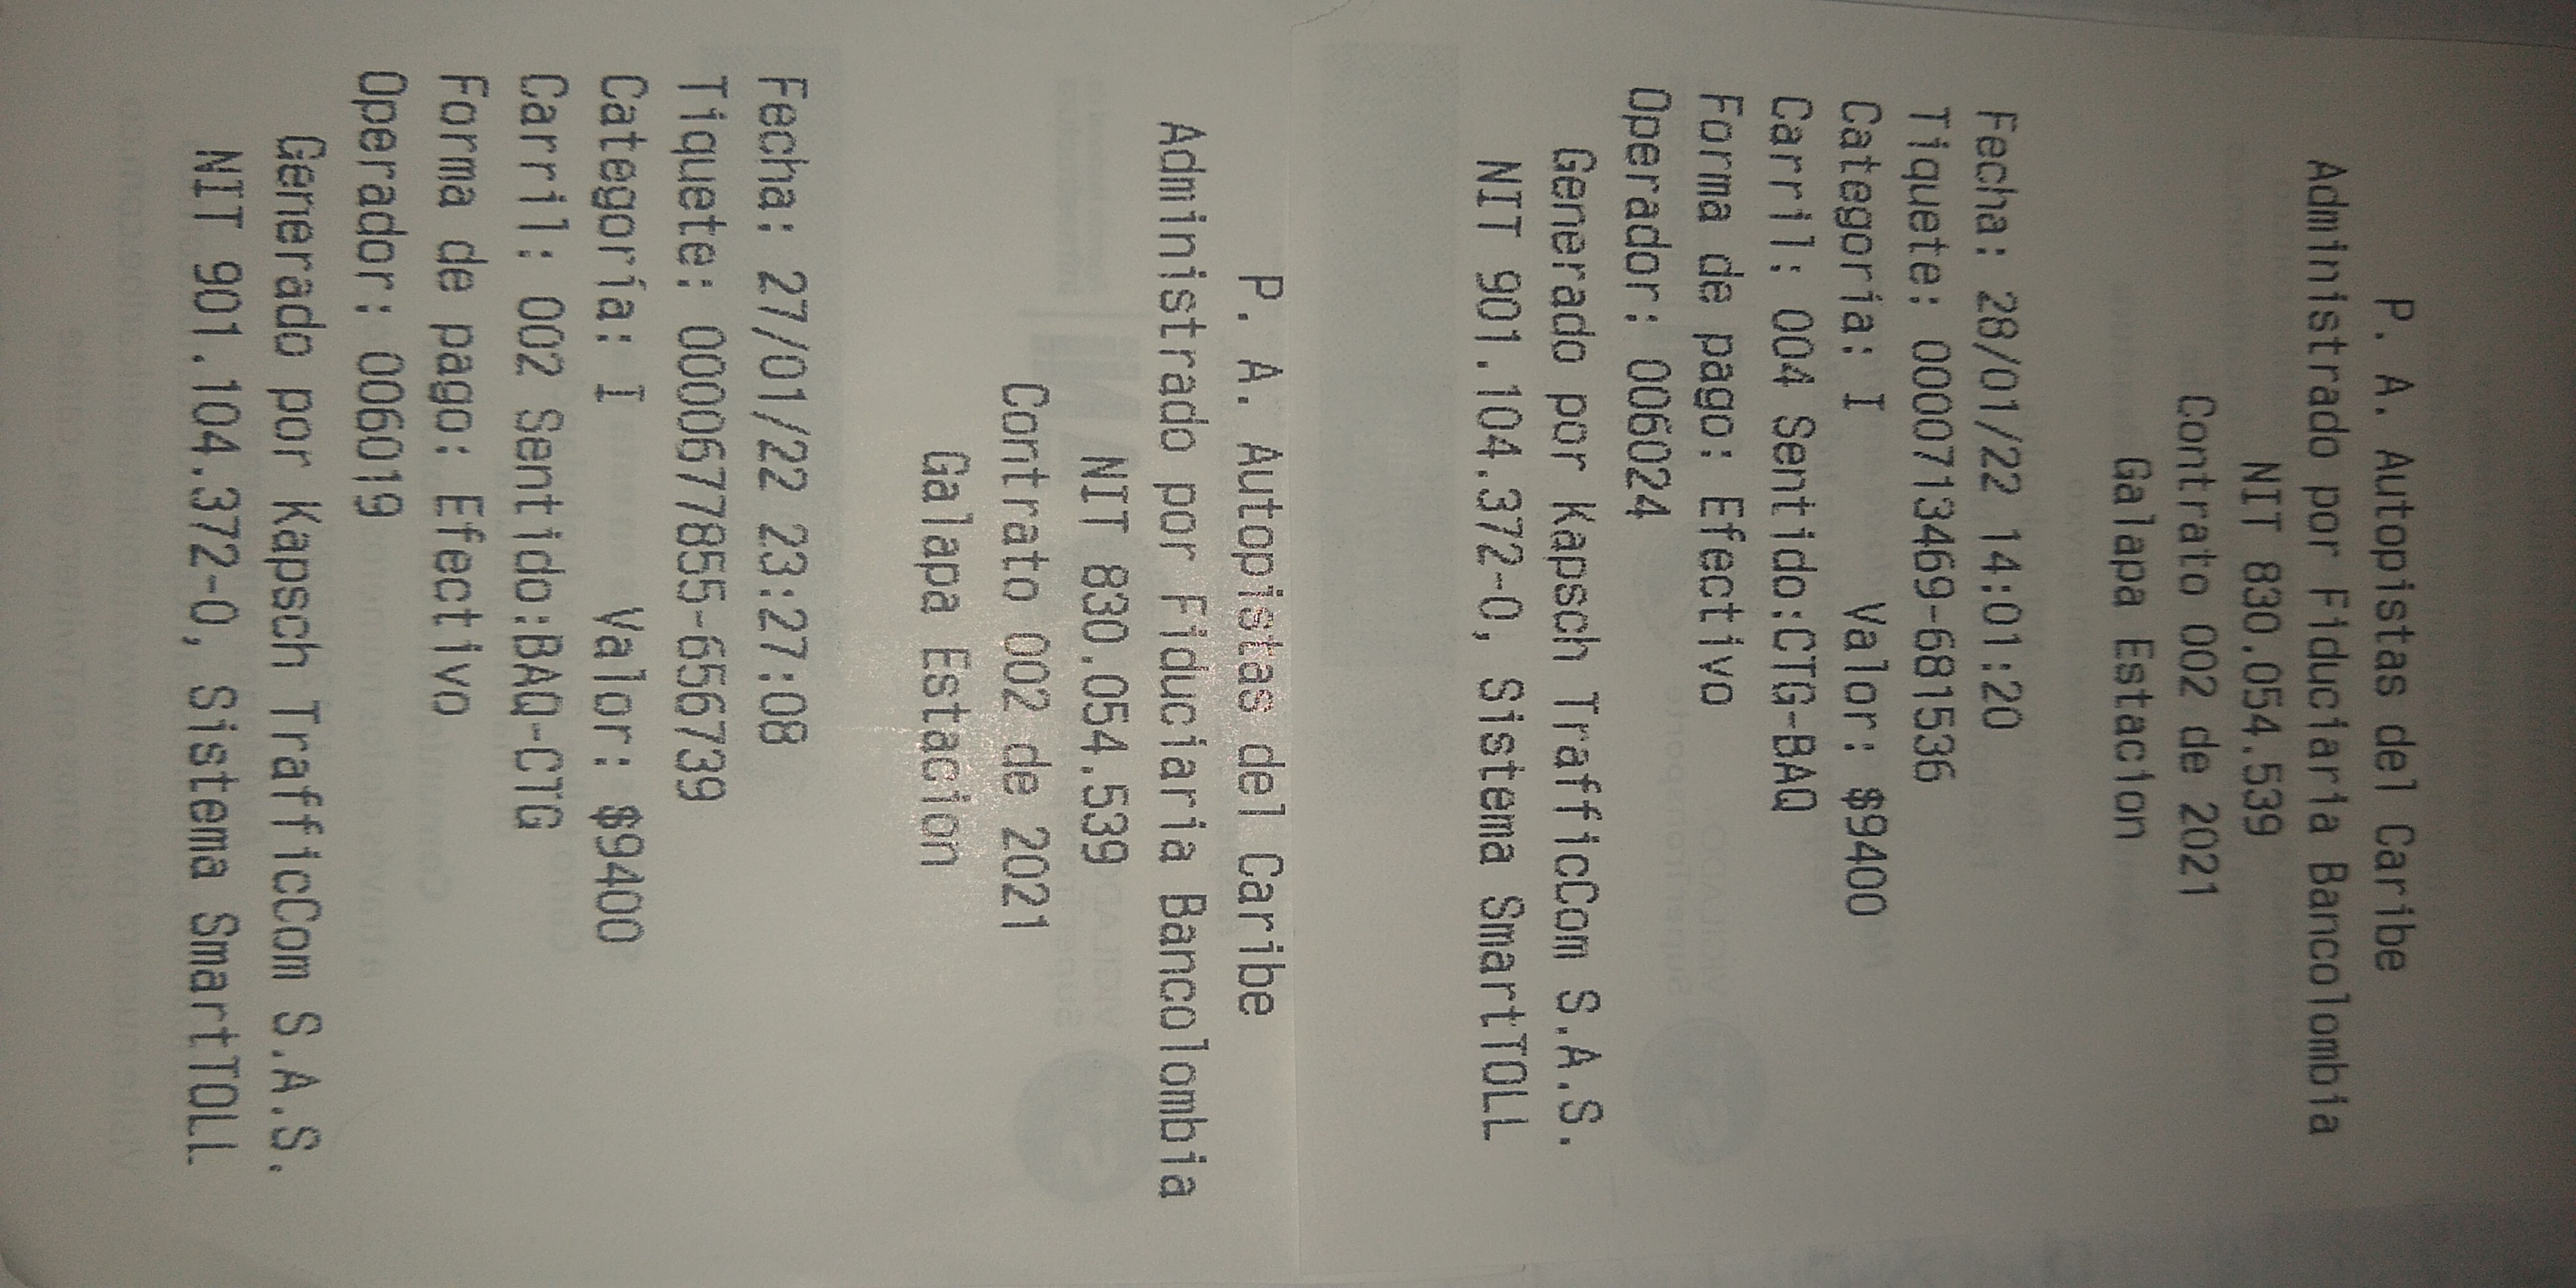 P. A. Autopistas del Caribe
Administrado por Fiduciaria Bancolombia
NIT 830.054.539
Contrato 002 de 2021
Galapa Estacion
Fecha: 28/01/22 14:01:20
Tiquete: 0000713469-681536
Categoria: I Valor: $9400
Carril: 004 Sentido:CTG-BAQ
Forma de pago: Efectivo
Operador: 006024
Generado por Kapsch TrafficCom S.A.S.
NIT 901.104.372-0, Sistema SmartTOLL
P. A. Autopistas del Caribe
Administrado por Fiduciaria Bancolombia
NIT 830.054.539
Contrato 002 de 2021
Galapa Estacion
Fecha: 27/01/22 23:27:08
Tiquete: 0000677855-656739
Categoria: I Valor: $9400
Carril: 002 Sentido:BAQ-CTG
Forma de pago: Efectivo
Operador: 006019
Generado por Kapsch TrafficCom S.A.S.
NIT 901.104.372-0, Sistema SmartTOLL